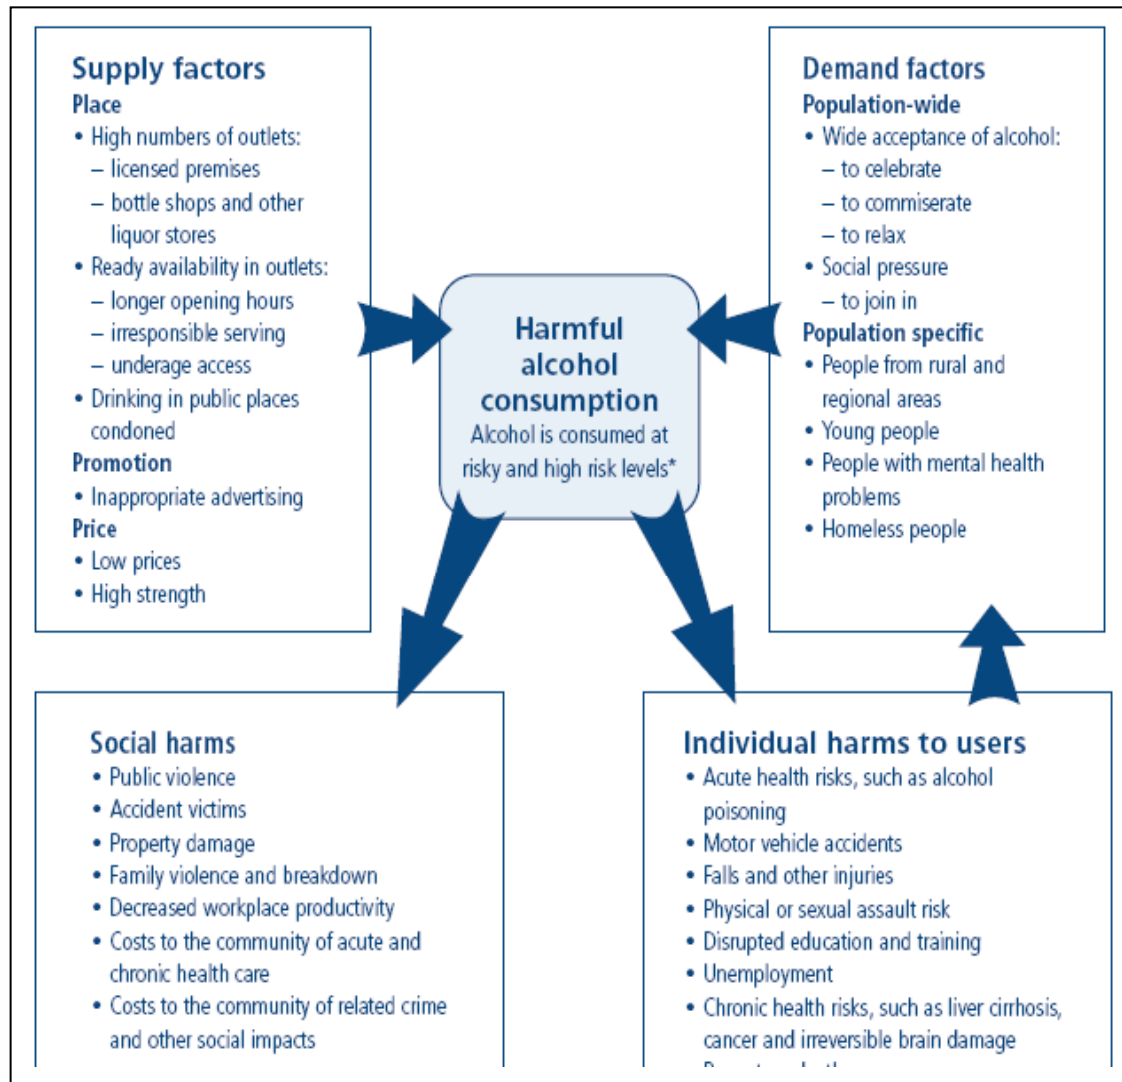 Supply factors
Place
• High numbers of outlets:
– licensed premises
– bottle shops and other
liquor stores
• Ready availability in outlets:
– longer opening hours
– irresponsible serving
– underage access
• Drinking in public places
condoned
Promotion
• Inappropriate advertising
Price
• Low prices
• High strength
Harmful
alcohol
consumption
Alcohol is consumed at
risky and high risk levels*
Demand factors
Population-wide
• Wide acceptance of alcohol:
– to celebrate
– to commiserate
– to relax
• Social pressure
– to join in
Population specific
• People from rural and
regional areas
• Young people
• People with mental health
problems
• Homeless people
Social harms
• Public violence
• Accident victims
• Property damage
• Family violence and breakdown
• Decreased workplace productivity
• Costs to the community of acute and
chronic health care
• Costs to the community of related crime
and other social impacts
Individual harms to users
• Acute health risks, such as alcohol
poisoning
• Motor vehicle accidents
• Falls and other injuries
• Physical or sexual assault risk
• Disrupted education and training
• Unemployment
• Chronic health risks, such as liver cirrhosis,
cancer and irreversible brain damage